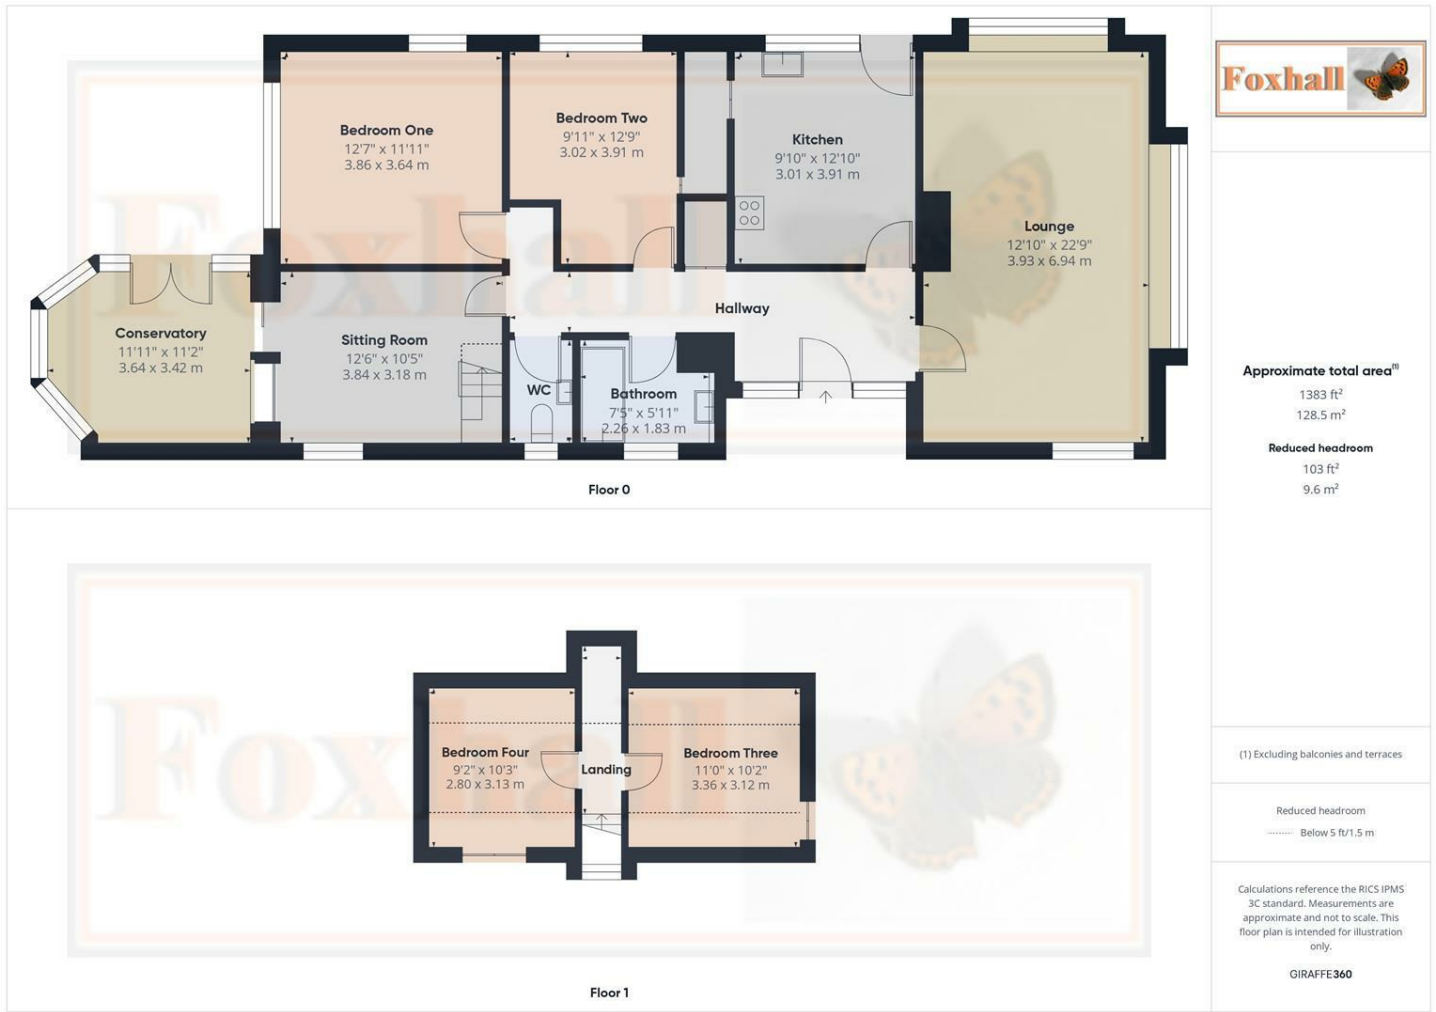 Bedroom One
12'7" x 11'11"
3.86 x 3.64 m
Bedroom Two
9'11" x 12'9"
3.02 x 3.91 m
Kitchen
9'10" x 12'10"
3.01 x 3.91 m
Lounge
12'10" x 22'9"
3.93 x 6.94 m
Conservatory
11'11" x 11'2"
3.64 x 3.42 m
Sitting Room
12'6" x 10'5"
3.84 x 3.18 m
Hallway
WC
Bathroom
7'5" x 5'11"
2.26 x 1.83 m
Foxhall
Floor 0
Bedroom Four
9'2" x 10'3"
2.80 x 3.13 m
Landing
Bedroom Three
11'0" x 10'2"
3.36 x 3.12 m
Foxhall
Floor 1
Foxhall
Approximate total area⁽¹⁾
1383 ft²
128.5 m²
Reduced headroom
103 ft²
9.6 m²
(1) Excluding balconies and terraces
Reduced headroom
Below 5 ft/1.5 m
Calculations reference the RICS IPMS
3C standard. Measurements are
approximate and not to scale. This
floor plan is intended for illustration
only.
GIRAFFE360